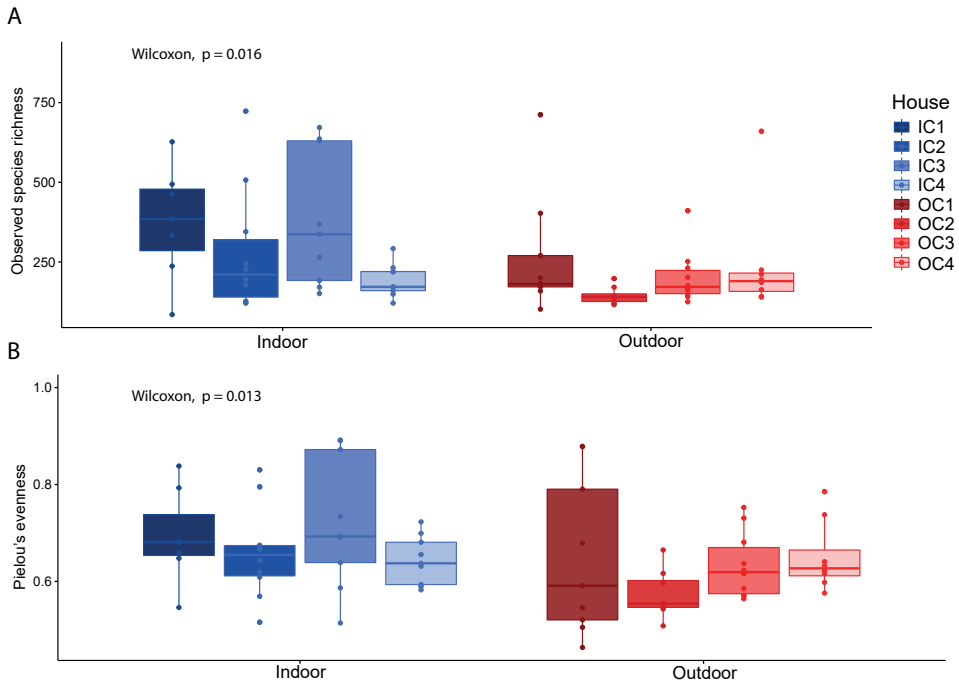 A
Wilcoxon, p = 0.016
Observed species richness
750
500
250
Indoor
Outdoor
House
IC1
IC2
IC3
IC4
OC1
OC2
OC3
OC4
B
Wilcoxon, p = 0.013
Pielou's evenness
1.0
0.8
0.6
Indoor
Outdoor